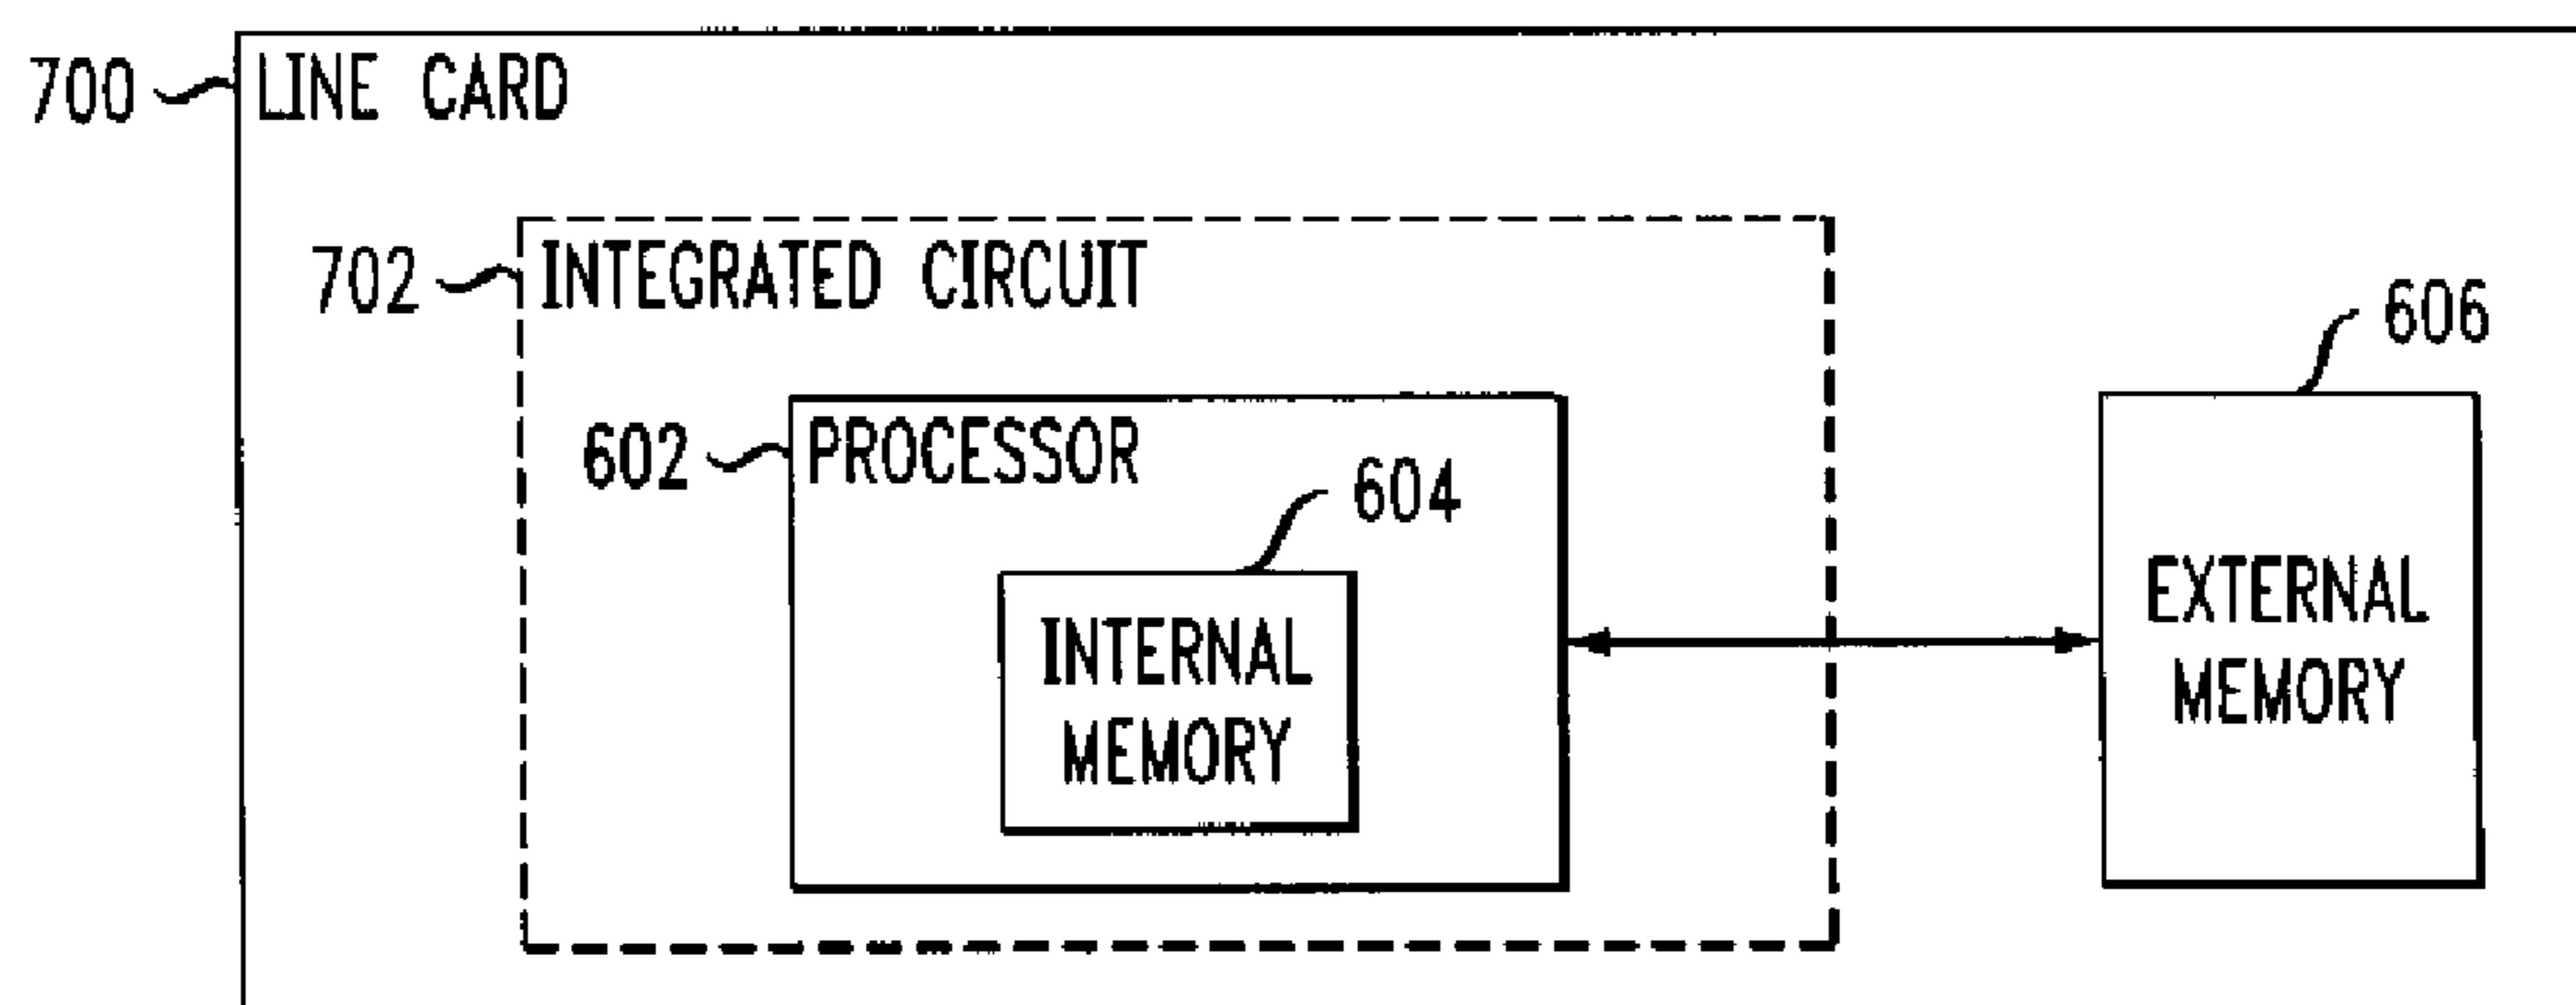 700 LINE CARD
702 INTEGRATED CIRCUIT
606
602 PROCESSOR
604
INTERNAL
MEMORY
EXTERNAL
MEMORY